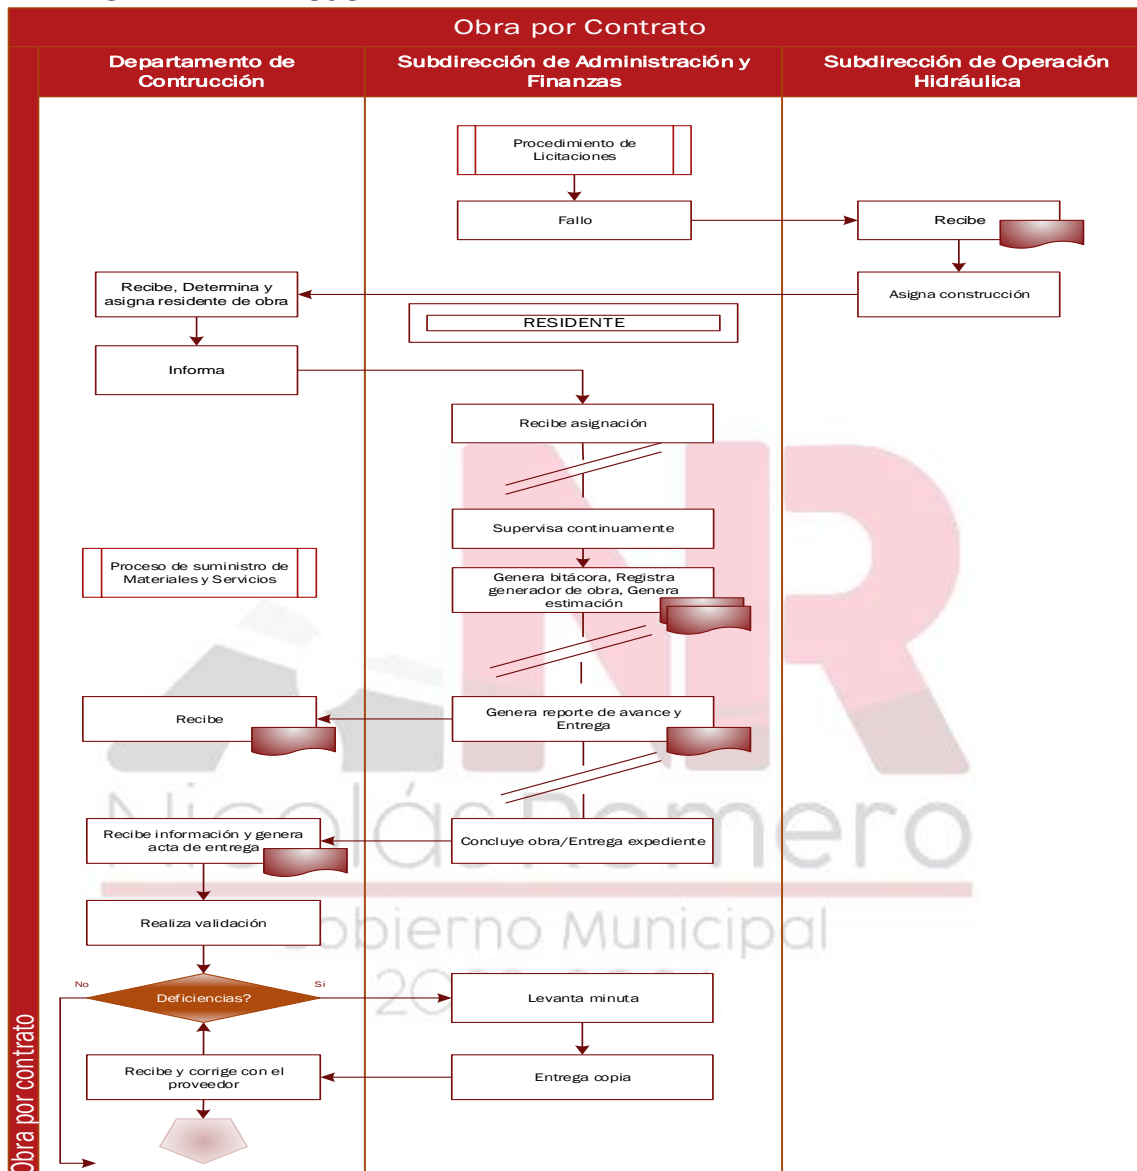 Obra por Contrato
Departamento de
Contrucción
Subdirección de Administración y
Finanzas
Subdirección de Operación
Hidráulica
Procedimiento de
Licitaciones
Fallo
Recibe
Recibe, Determina y
asigna residente de obra
Asigna construcción
RESIDENTE
Informa
Recibe asignación
Supervisa continuamente
Proceso de suministro de
Materiales y Servicios
Genera bitácora, Registra
generador de obra, Genera
estimación
Recibe
Genera reporte de avance y
Entrega
Recibe información y genera
acta de entrega
Concluye obra/Entrega expediente
Realiza validación
No
Deficiencias?
Si
Levanta minuta
Recibe y corrige con el
proveedor
Entrega copia
Obra por contrato
NR
Nicolás Romero
Gobierno Municipal